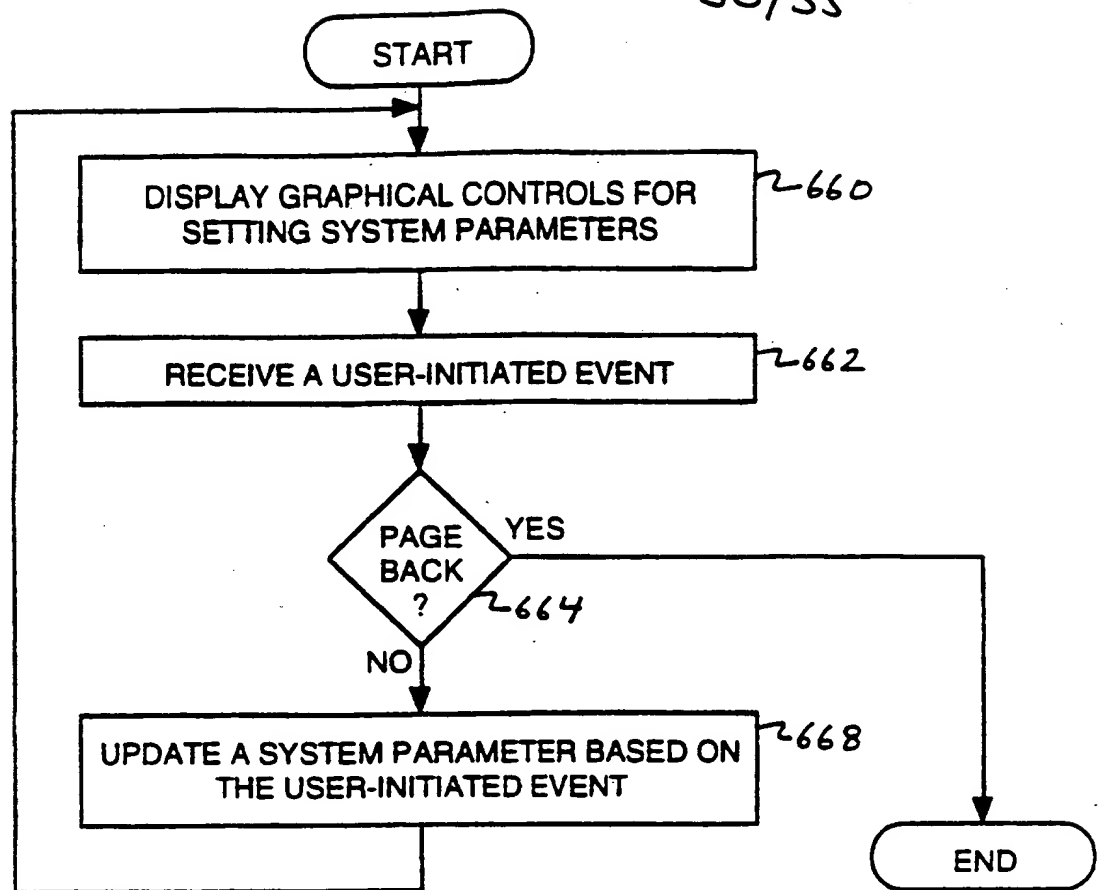 START
DISPLAY GRAPHICAL CONTROLS FOR
SETTING SYSTEM PARAMETERS
660
RECEIVE A USER-INITIATED EVENT
662
PAGE
BACK
?
YES
664
NO
UPDATE A SYSTEM PARAMETER BASED ON
THE USER-INITIATED EVENT
668
END